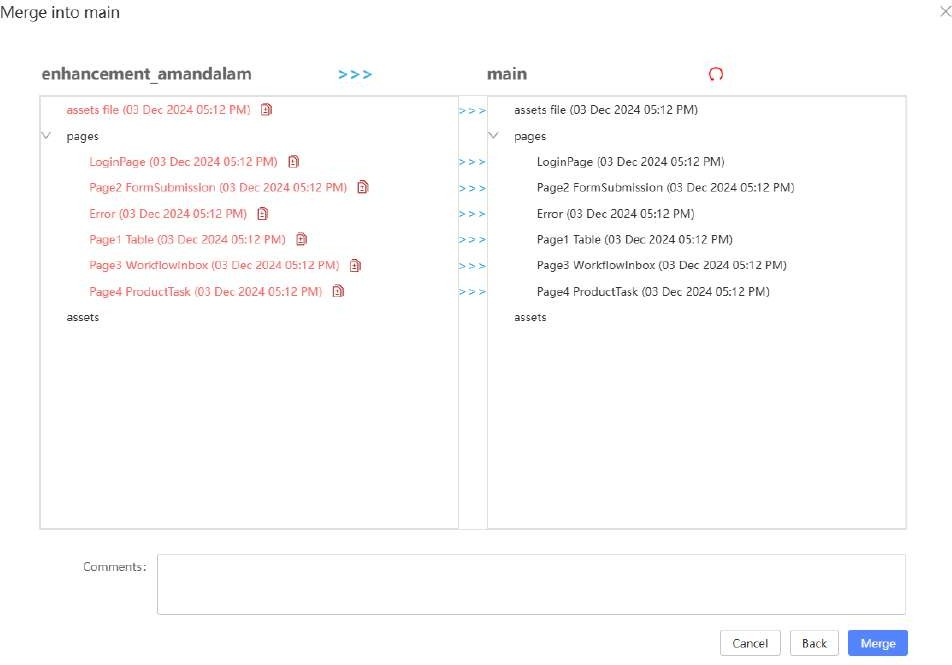 Merge into main
enhancement_amandalam >>> main
assets file (03 Dec 2024 05:12 PM) >>> assets file (03 Dec 2024 05:12 PM)
pages pages
LoginPage (03 Dec 2024 05:12 PM) >>> LoginPage (03 Dec 2024 05:12 PM)
Page2 FormSubmission (03 Dec 2024 05:12 PM) >>> Page2 FormSubmission (03 Dec 2024 05:12 PM)
Error (03 Dec 2024 05:12 PM) >>> Error (03 Dec 2024 05:12 PM)
Page1 Table (03 Dec 2024 05:12 PM) >>> Page1 Table (03 Dec 2024 05:12 PM)
Page3 WorkflowInbox (03 Dec 2024 05:12 PM) >>> Page3 WorkflowInbox (03 Dec 2024 05:12 PM)
Page4 ProductTask (03 Dec 2024 05:12 PM) >>> Page4 ProductTask (03 Dec 2024 05:12 PM)
assets assets
Comments:
Cancel Back Merge